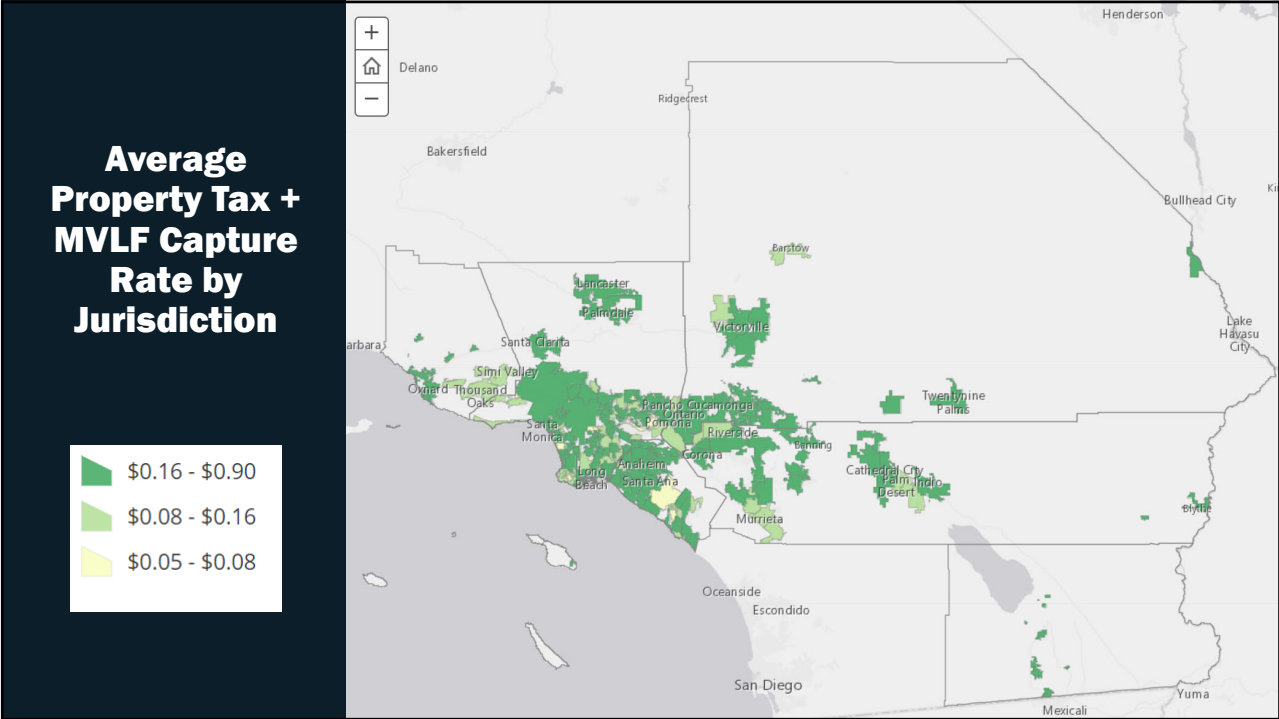 Average
Property Tax +
MVLF Capture
Rate by
Jurisdiction
$0.16 - $0.90
$0.08 - $0.16
$0.05 - $0.08
+
−
Henderson
Delano
Ridgecrest
Bakersfield
Bullhead City
Barstow
Lancaster
Palmdale
Victorville
Lake
Havasu
City
Santa Clarita
arbara
Simi Valley
Oxnard
Thousand
Oaks
Twentynine
Palms
Rancho Cucamonga
Ontario
Pomona
Santa
Monica
Riverside
Banning
Corona
Anaheim
Long
Beach
Santa Ana
Cathedral City
Palm
Desert
Indio
Murrieta
Blythe
Oceanside
Escondido
San Diego
Yuma
Mexicali